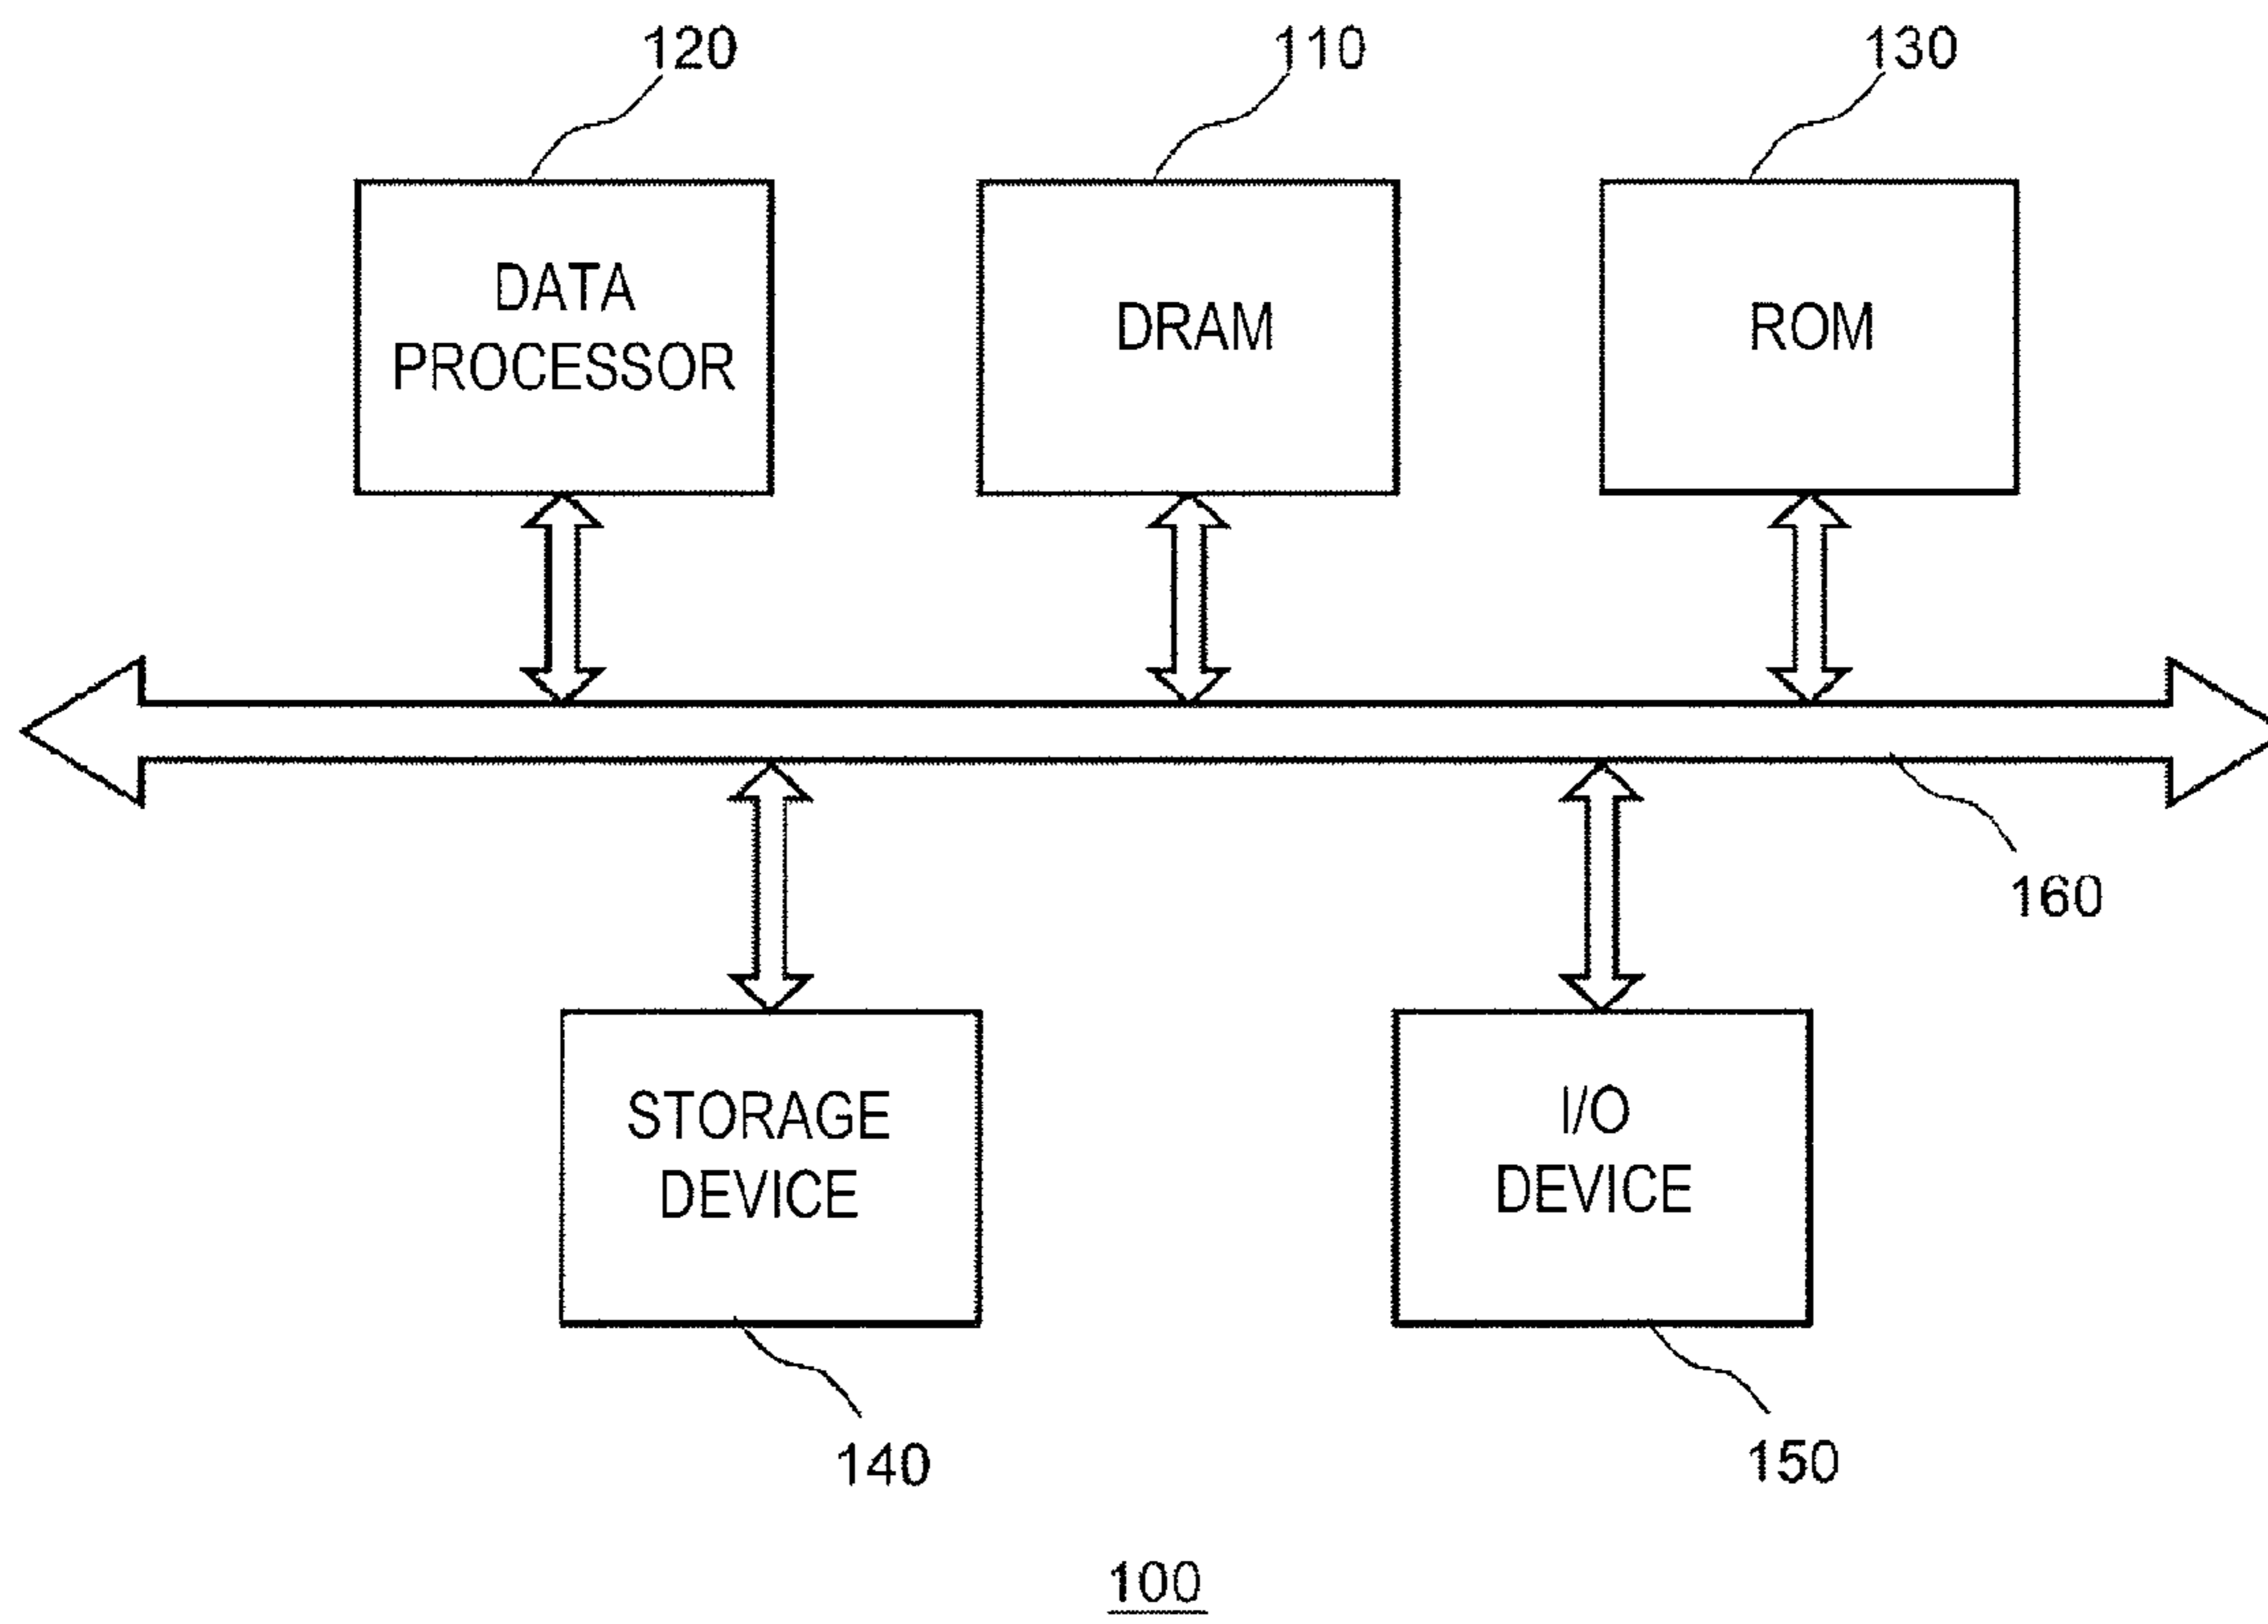 120
110
130
DATA
PROCESSOR
DRAM
ROM
160
STORAGE
DEVICE
I/O
DEVICE
140
150
100